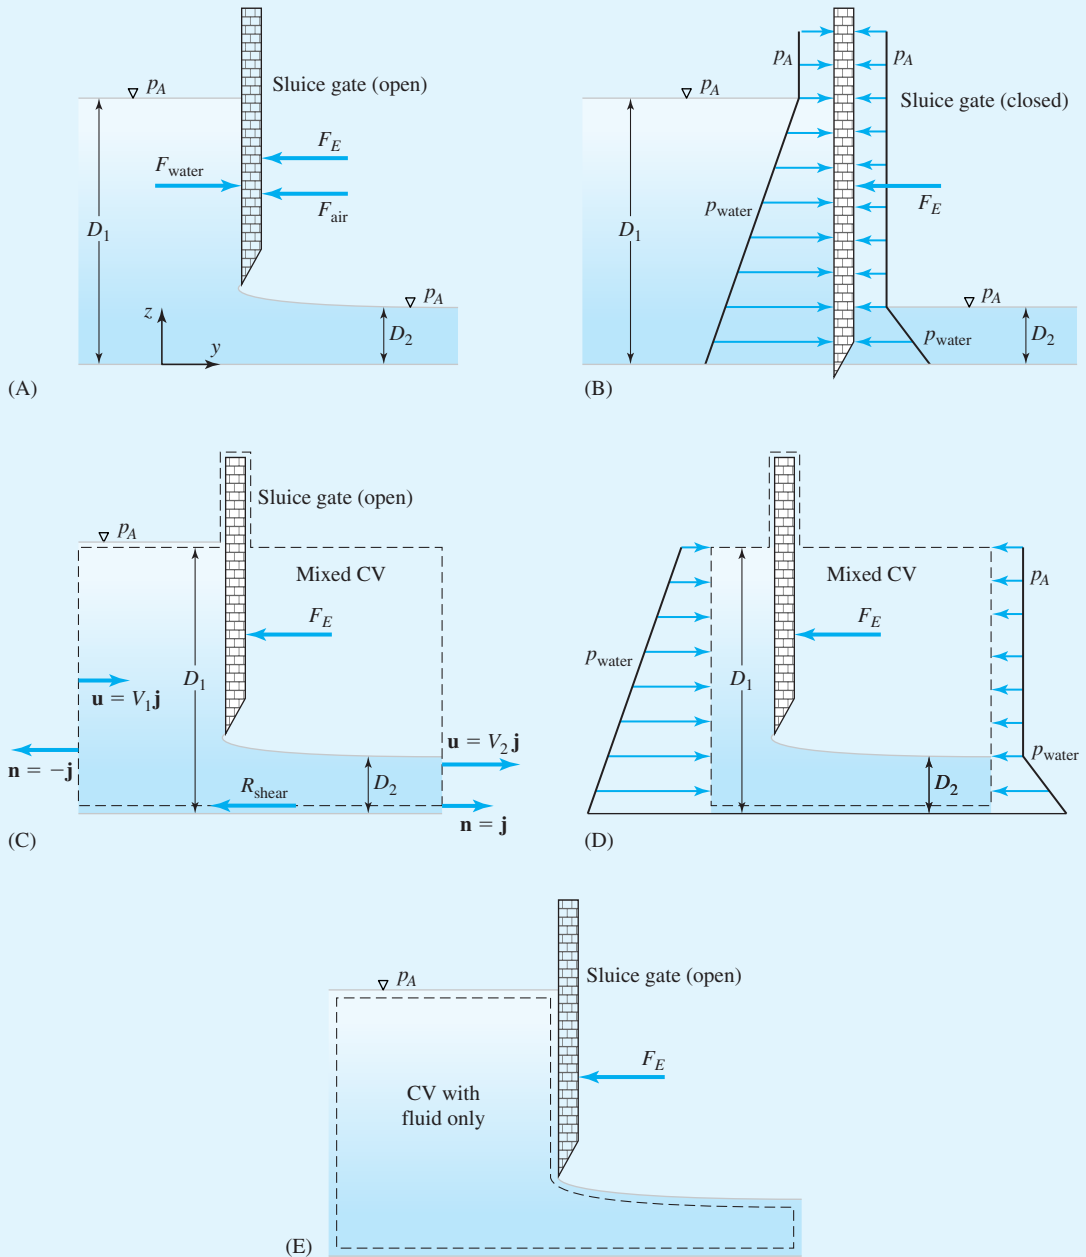 p_A
Sluice gate (open)
F_E
F_water
F_air
D_1
z
y
p_A
D_2
(A)
p_A
p_A
p_A
Sluice gate (closed)
p_water
F_E
D_1
p_A
p_water
D_2
(B)
Sluice gate (open)
p_A
Mixed CV
F_E
D_1
u = V_1 j
n = −j
u = V_2 j
R_shear
D_2
n = j
(C)
Mixed CV
D_1
p_A
F_E
p_water
p_water
D_2
(D)
p_A
Sluice gate (open)
F_E
CV with
fluid only
(E)